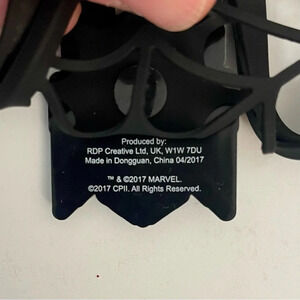 Produced by:
RDP Creative Ltd, UK, W1W 7DU
Made in Dongguan, China 04/2017
™ & ©2017 MARVEL.
©2017 CPII. All Rights Reserved.